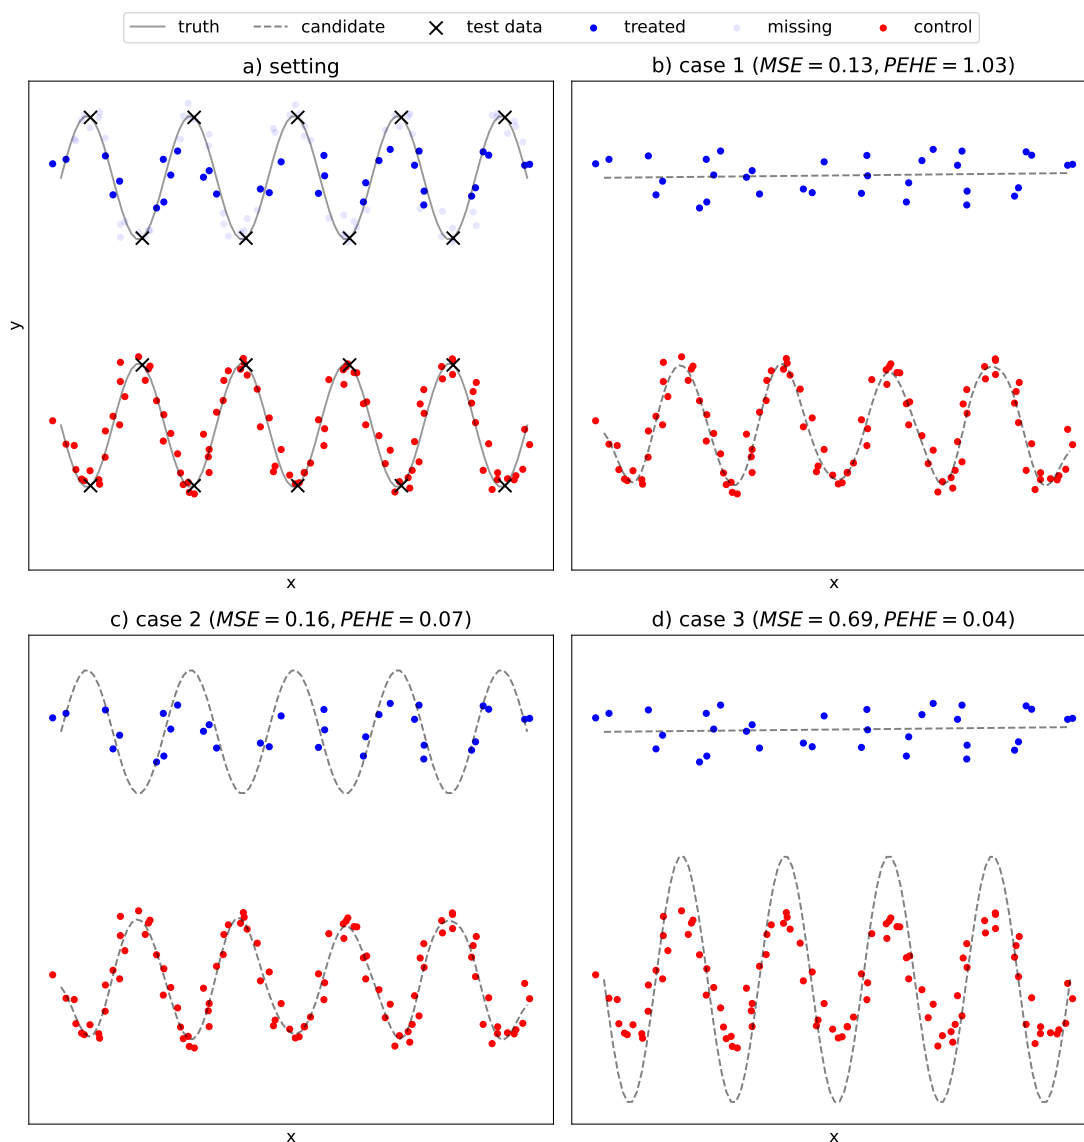 truth candidate test data treated missing control
a) setting
b) case 1 (MSE = 0.13, PEHE = 1.03)
y
x
x
c) case 2 (MSE = 0.16, PEHE = 0.07)
d) case 3 (MSE = 0.69, PEHE = 0.04)
x
x